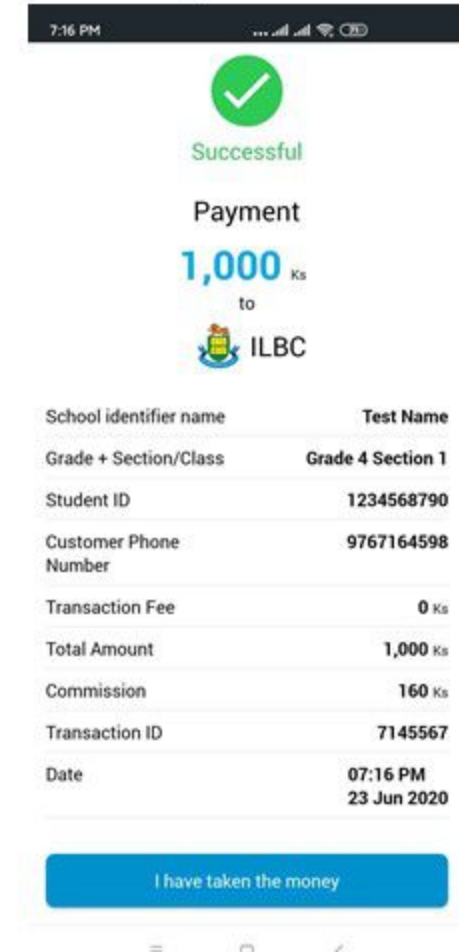 7:16 PM
Successful
Payment
1,000 Ks
to
ILBC
School identifier name Test Name
Grade + Section/Class Grade 4 Section 1
Student ID 1234568790
Customer Phone Number 9767164598
Transaction Fee 0 Ks
Total Amount 1,000 Ks
Commission 160 Ks
Transaction ID 7145567
Date 07:16 PM
23 Jun 2020
I have taken the money